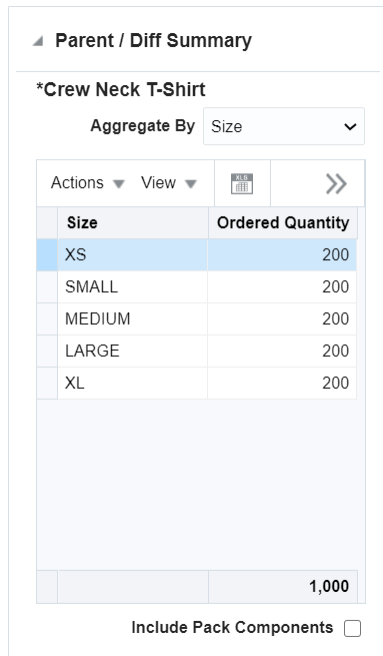 Parent / Diff Summary
*Crew Neck T-Shirt
Aggregate By Size
Actions View XLS
Size Ordered Quantity
XS 200
SMALL 200
MEDIUM 200
LARGE 200
XL 200
1,000
Include Pack Components